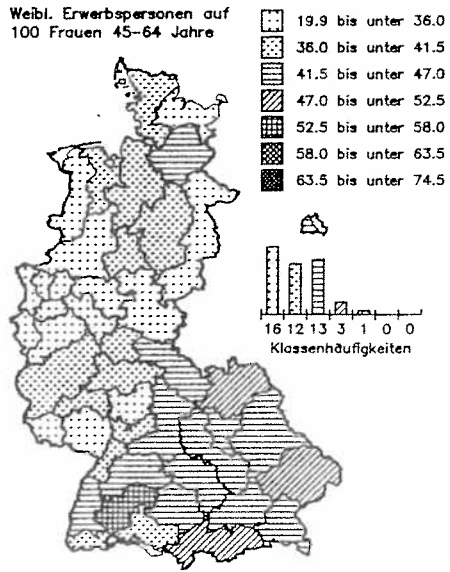 Weibl. Erwerbspersonen auf
100 Frauen 45-64 Jahre
19.9 bis unter 36.0
36.0 bis unter 41.5
41.5 bis unter 47.0
47.0 bis unter 52.5
52.5 bis unter 58.0
58.0 bis unter 63.5
63.5 bis unter 74.5
16 12 13 3 1 0 0
Klassenhäufigkeiten